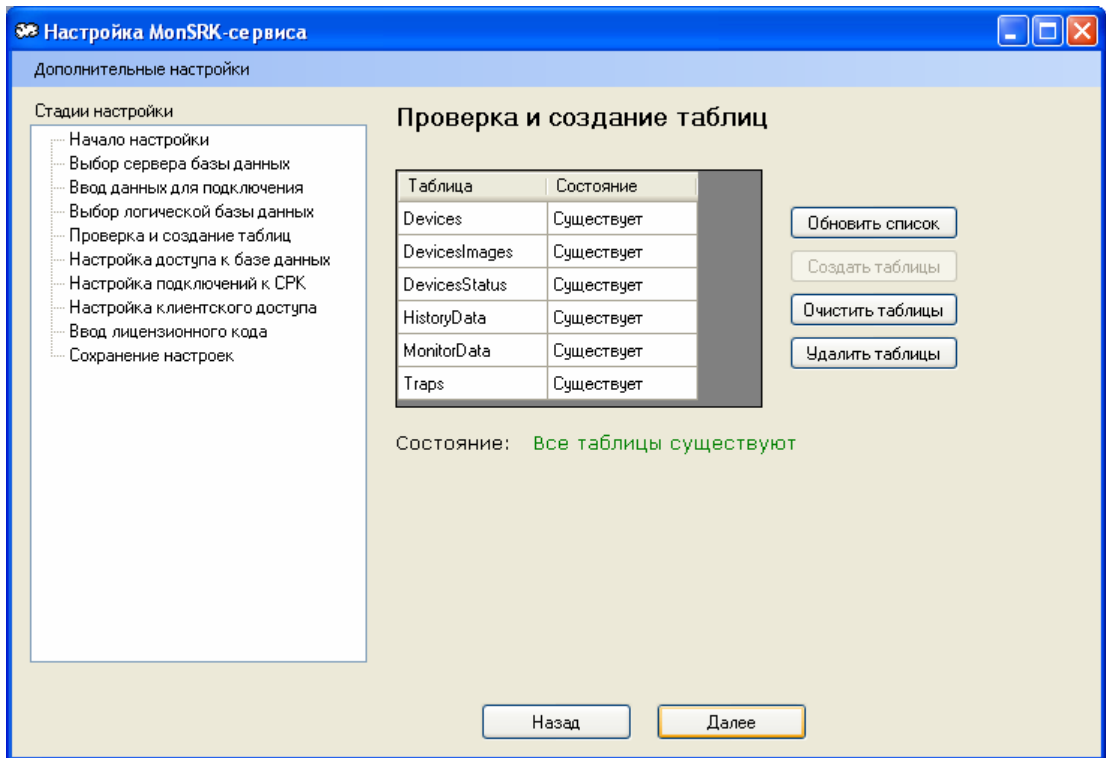 Настройка MonSRK-сервиса
Дополнительные настройки
Стадии настройки
Начало настройки
Выбор сервера базы данных
Ввод данных для подключения
Выбор логической базы данных
Проверка и создание таблиц
Настройка доступа к базе данных
Настройка подключений к СРК
Настройка клиентского доступа
Ввод лицензионного кода
Сохранение настроек
Проверка и создание таблиц
Таблица Состояние
Devices Существует
DevicesImages Существует
DevicesStatus Существует
HistoryData Существует
MonitorData Существует
Traps Существует
Обновить список
Создать таблицы
Очистить таблицы
Удалить таблицы
Состояние: Все таблицы существуют
Назад Далее